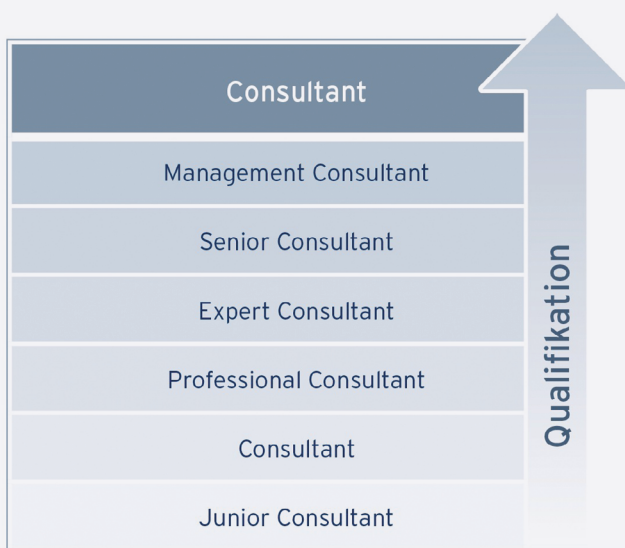 Consultant
Management Consultant
Senior Consultant
Expert Consultant
Professional Consultant
Consultant
Junior Consultant
Qualifikation